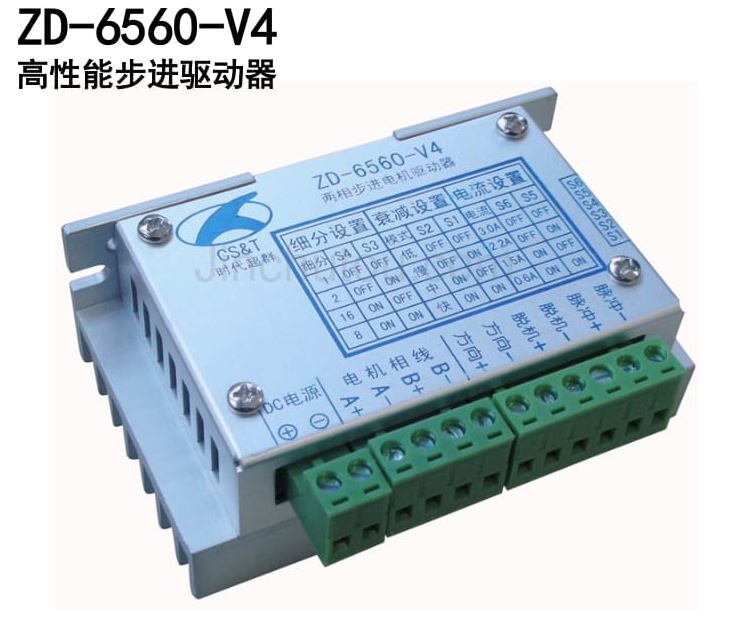 ZD-6560-V4
高性能步进驱动器
ZD-6560-V4
两相步进电机驱动器
CS&T
时代超群
细分设置 衰减设置 电流设置
细分 S4 S3 模式 S2 S1 电流 S6 S5
OFF OFF 低 OFF OFF 3.0A OFF OFF
2 OFF ON 慢 OFF ON 2.2A OFF ON
16 ON OFF 中 ON OFF 1.5A ON OFF
8 ON ON 快 ON ON 0.6A ON ON
DC电源
电机相线
A+ A- B+ B- 方向+ 方向- 脱机+ 脱机- 脉冲+ 脉冲-